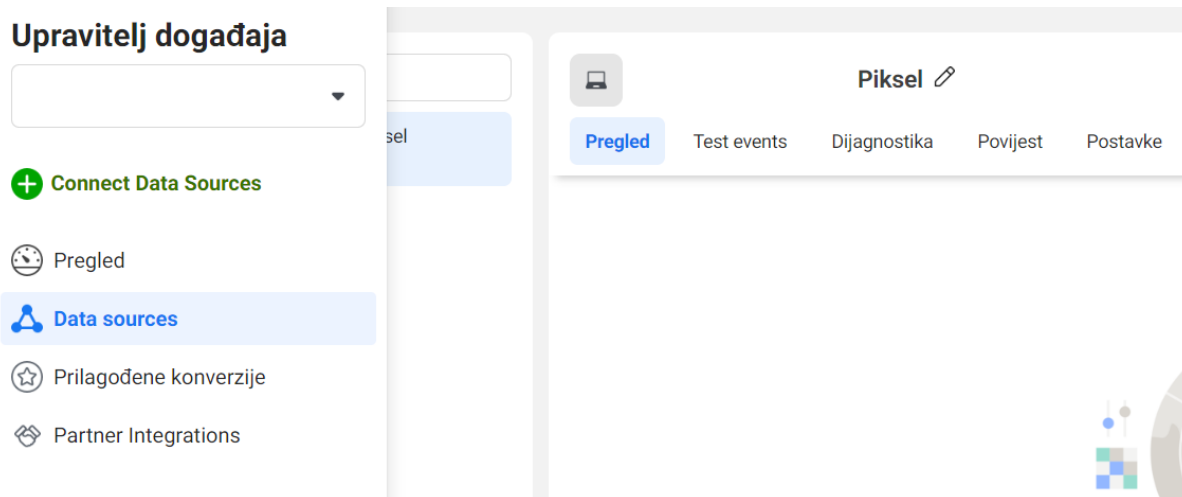 Upravitelj događaja
Connect Data Sources
Pregled
Data sources
Prilagođene konverzije
Partner Integrations
sel
Piksel
Pregled Test events Dijagnostika Povijest Postavke